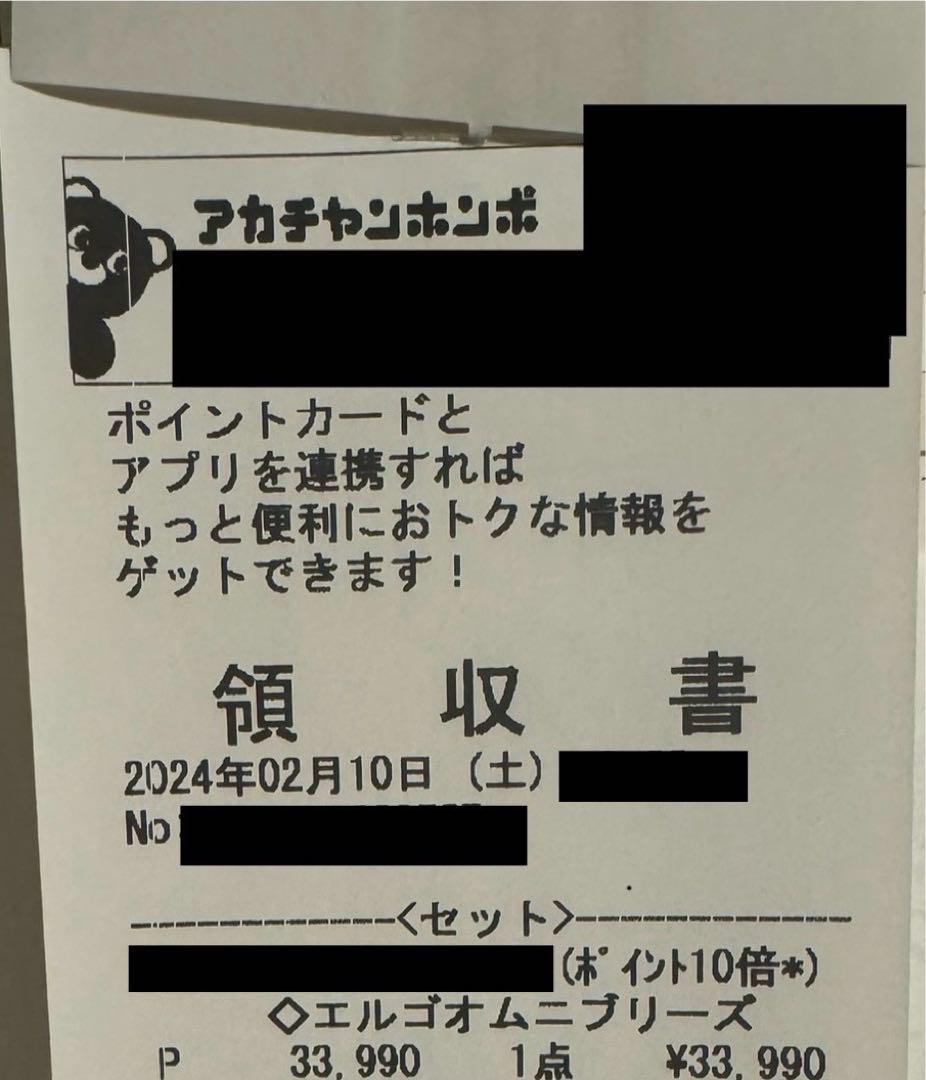 アカチャンホンポ
ポイントカードと
アプリを連携すれば
もっと便利におトクな情報を
ゲットできます！
領収書
2024年02月10日（土）
No
<セット>
(ﾎﾟｲﾝﾄ10倍*)
◇エルゴオムニブリーズ
P 33,990 1点 ¥33,990